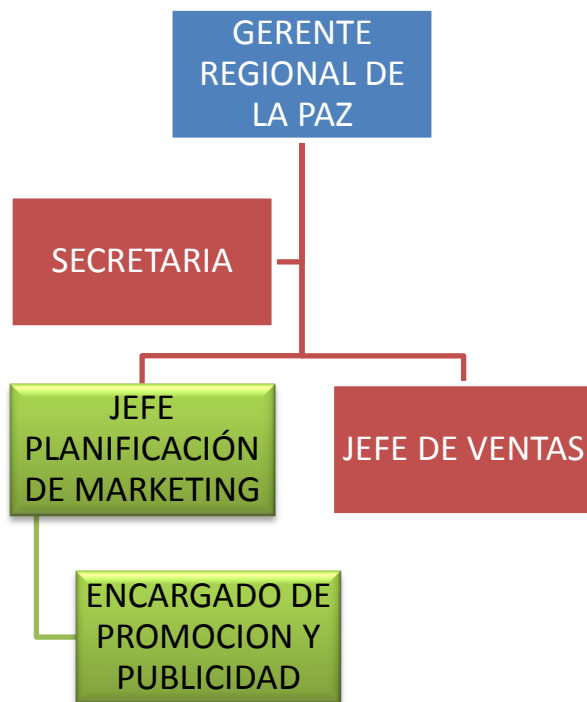 GERENTE
REGIONAL DE
LA PAZ
SECRETARIA
JEFE
PLANIFICACIÓN
DE MARKETING
JEFE DE VENTAS
ENCARGADO DE
PROMOCION Y
PUBLICIDAD